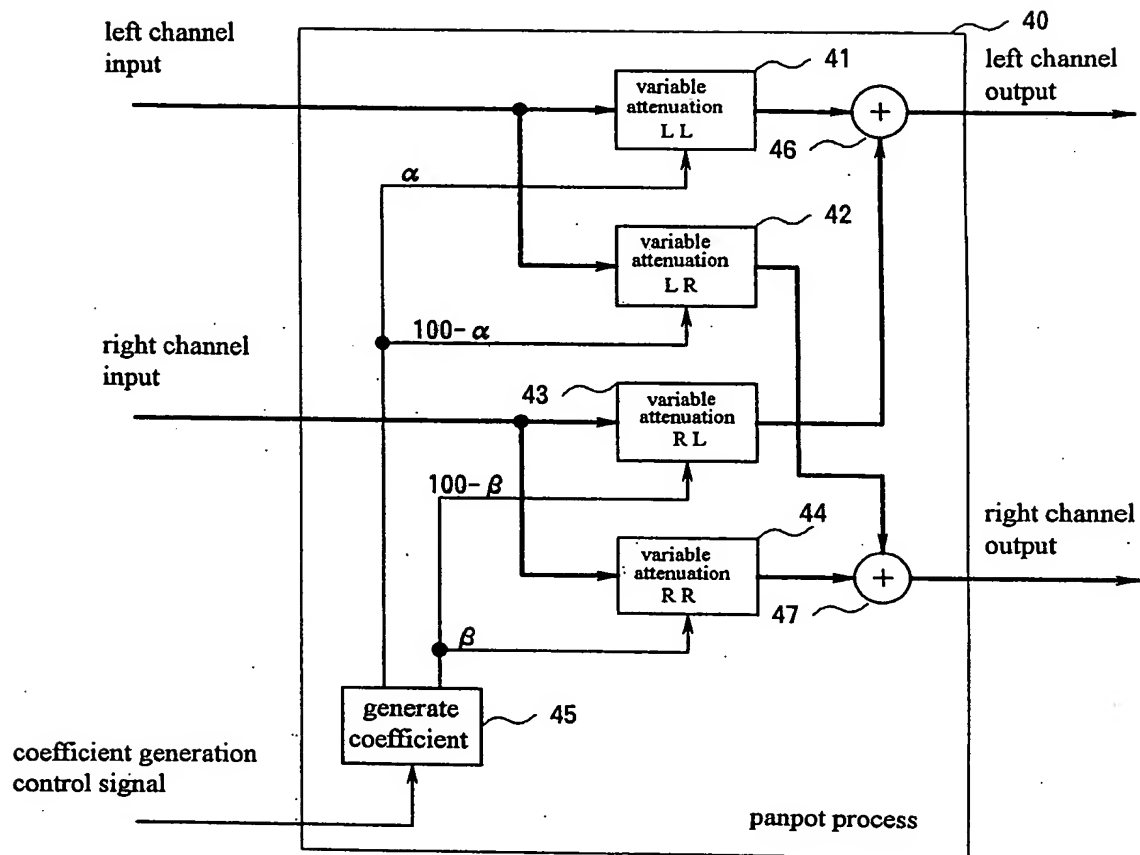 40
left channel
input
41
left channel
output
variable
attenuation
L L
+
46
α
42
variable
attenuation
L R
100-α
right channel
input
43
variable
attenuation
R L
100-β
44
right channel
output
variable
attenuation
R R
+
47
β
generate
coefficient
45
coefficient generation
control signal
panpot process